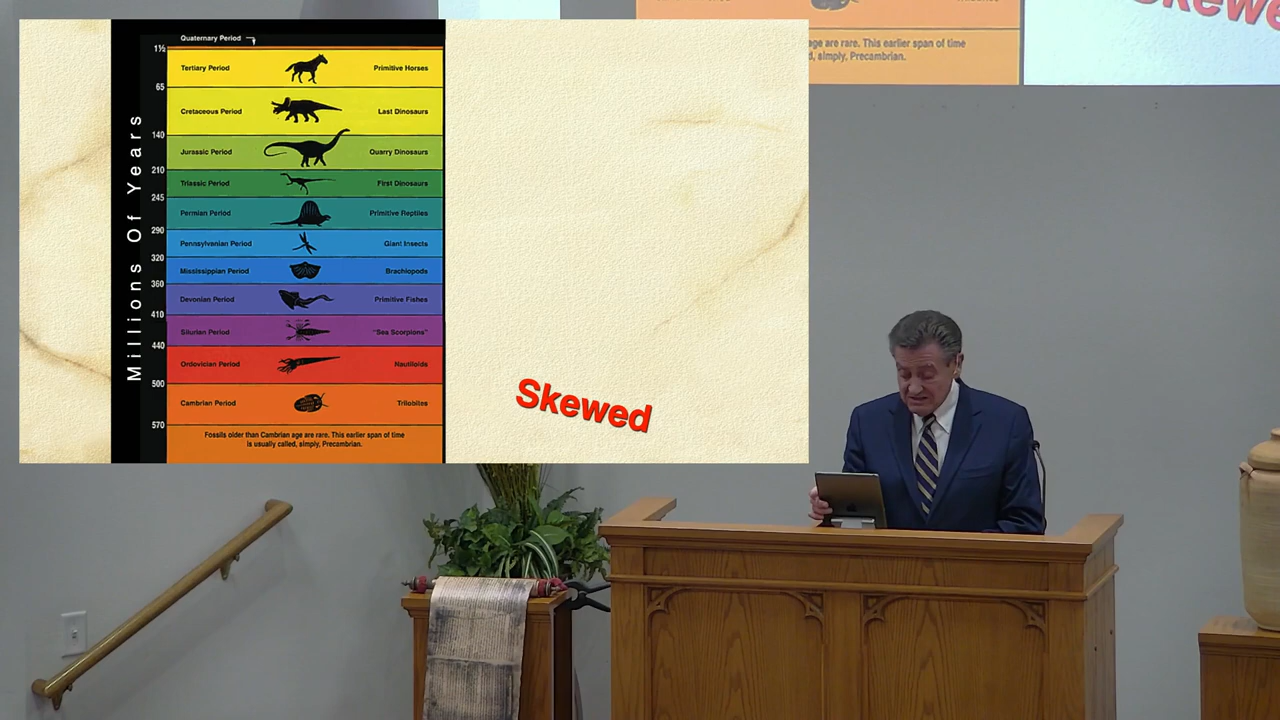 Quaternary Period
1½
Tertiary Period Primitive Horses
65
Cretaceous Period Last Dinosaurs
140
Jurassic Period Quarry Dinosaurs
210
Triassic Period First Dinosaurs
245
Permian Period Primitive Reptiles
290
Pennsylvanian Period Giant Insects
320
Mississippian Period Brachiopods
360
Devonian Period Primitive Fishes
410
Silurian Period "Sea Scorpions"
440
Ordovician Period Nautiloids
500
Cambrian Period Trilobites
570
Fossils older than Cambrian age are rare. This earlier span of time
is usually called, simply, Precambrian.
Millions Of Years
Skewed
Skewe
age are rare. This earlier span of time
d, simply, Precambrian.